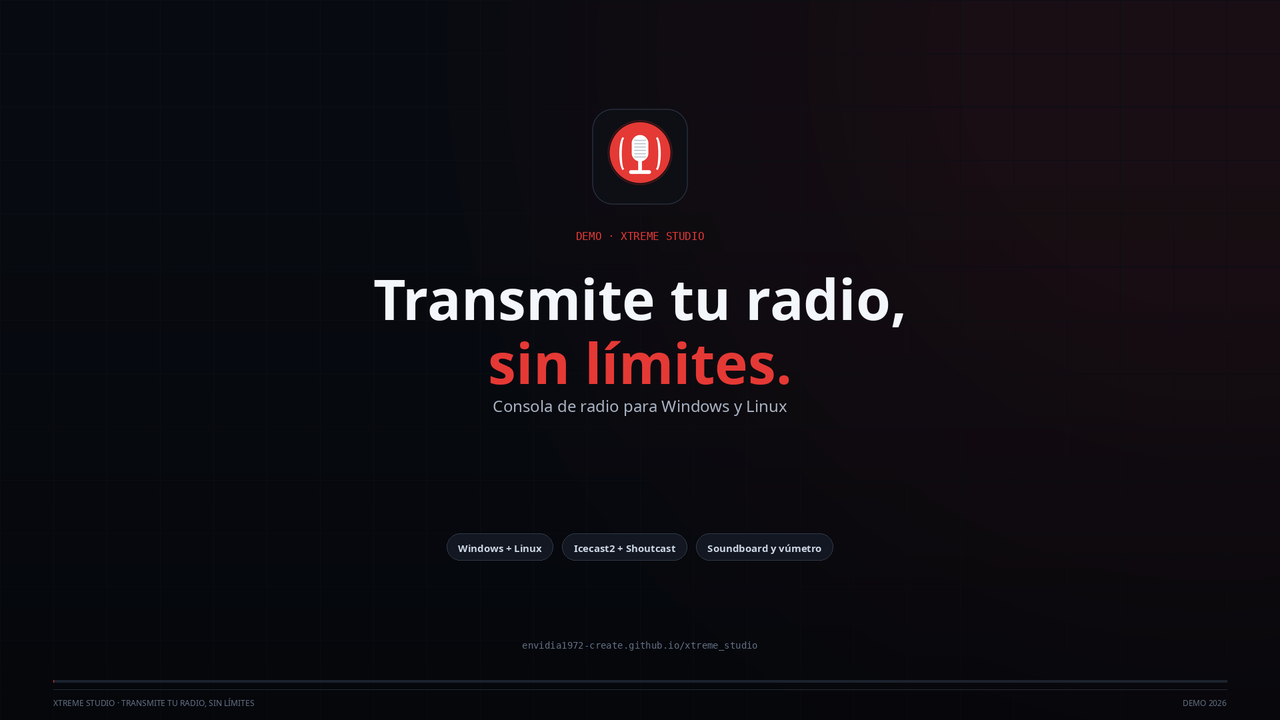 DEMO · XTREME STUDIO
Transmite tu radio,
sin límites.
Consola de radio para Windows y Linux
Windows + Linux
Icecast2 + Shoutcast
Soundboard y vúmetro
envidia1972-create.github.io/xtreme_studio
XTREME STUDIO · TRANSMITE TU RADIO, SIN LÍMITES
DEMO 2026